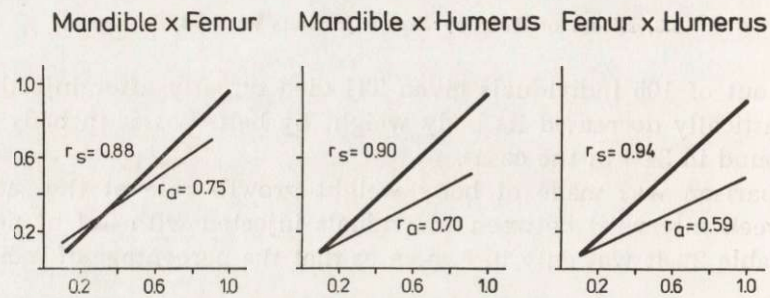 Mandible x Femur
Mandible x Humerus
Femur x Humerus
1.0
0.6
0.2
rs= 0.88
ra= 0.75
rs= 0.90
ra= 0.70
rs= 0.94
ra= 0.59
0.2 0.6 1.0
0.2 0.6 1.0
0.2 0.6 1.0